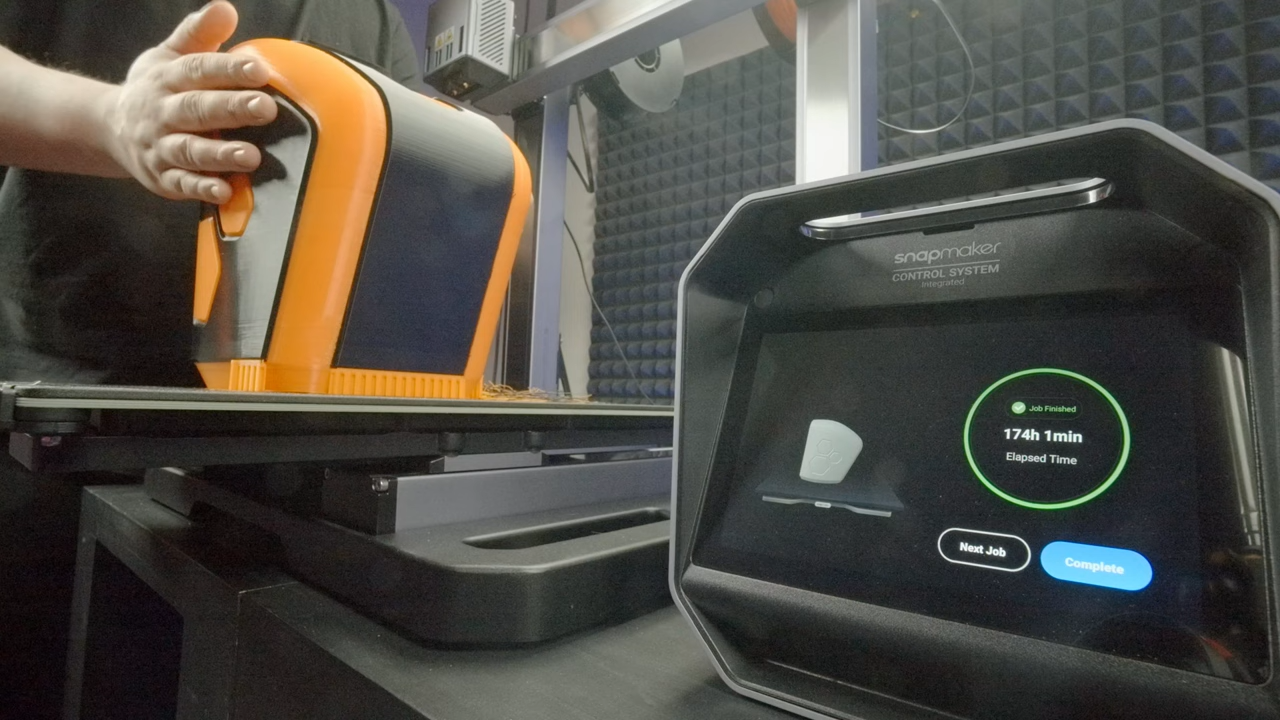 snapmaker
CONTROL SYSTEM
Integrated
Job Finished
174h 1min
Elapsed Time
Next Job
Complete